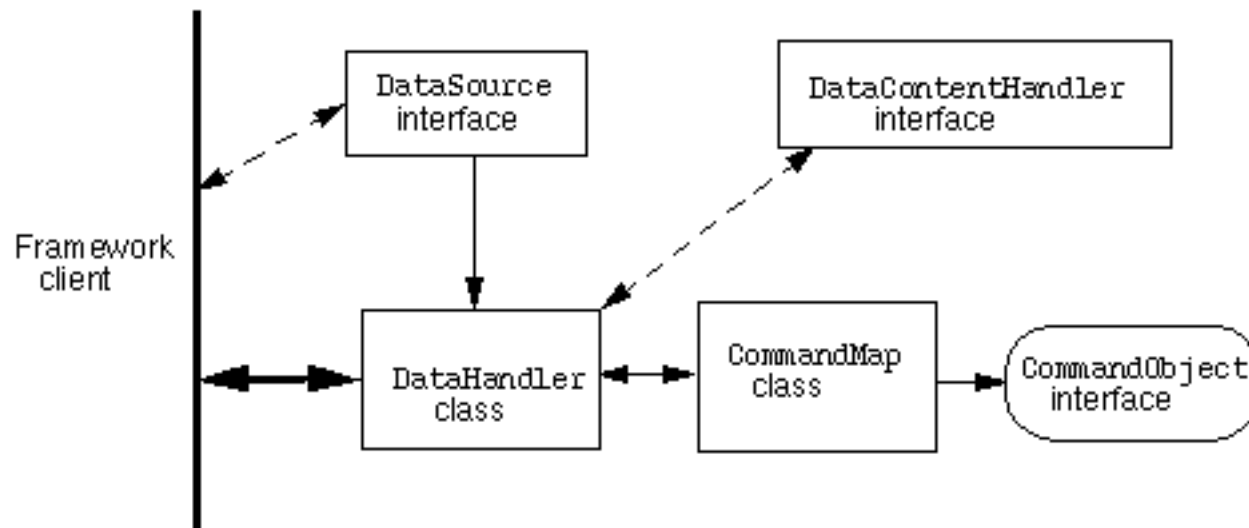 DataSource
interface
DataContentHandler
interface
Framework
client
DataHandler
class
CommandMap
class
CommandObject
interface